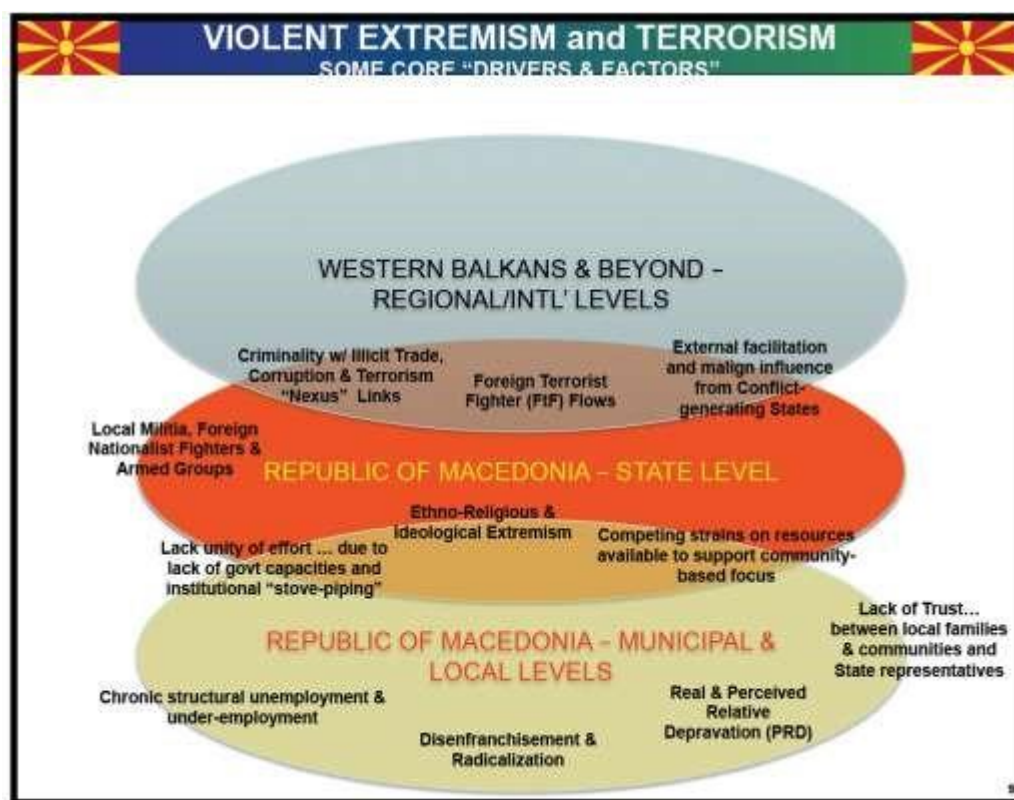 VIOLENT EXTREMISM and TERRORISM
SOME CORE “DRIVERS & FACTORS”
WESTERN BALKANS & BEYOND –
REGIONAL/INTL’ LEVELS
Criminality w/ Illicit Trade,
Corruption & Terrorism
“Nexus” Links
Foreign Terrorist
Fighter (FtF) Flows
External facilitation
and malign influence
from Conflict-
generating States
Local Militia, Foreign
Nationalist Fighters &
Armed Groups
REPUBLIC OF MACEDONIA – STATE LEVEL
Ethno-Religious &
Ideological Extremism
Lack unity of effort … due to
lack of govt capacities and
institutional “stove-piping”
Competing strains on resources
available to support community-
based focus
REPUBLIC OF MACEDONIA – MUNICIPAL &
LOCAL LEVELS
Lack of Trust…
between local families
& communities and
State representatives
Chronic structural unemployment &
under-employment
Disenfranchisement &
Radicalization
Real & Perceived
Relative
Depravation (PRD)